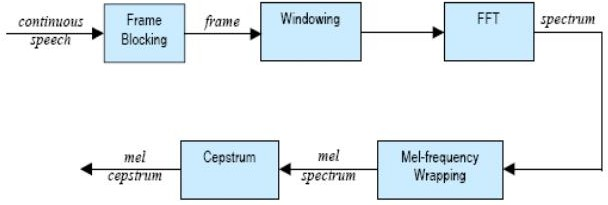 continuous
speech
Frame
Blocking
frame
Windowing
FFT
spectrum
mel
cepstrum
Cepstrum
mel
spectrum
Mel-frequency
Wrapping